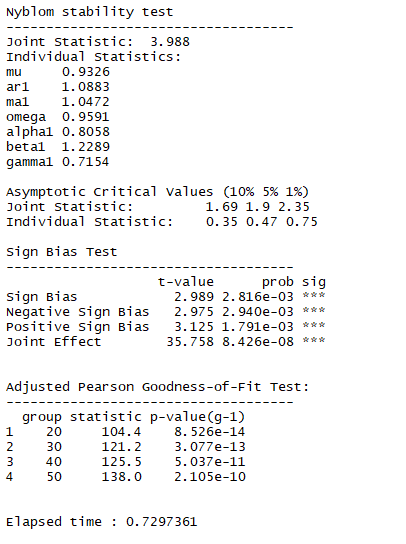 Nyblom stability test
------------------------------------
Joint Statistic:  3.988
Individual Statistics:
mu     0.9326
ar1    1.0883
ma1    1.0472
omega  0.9591
alpha1 0.8058
beta1  1.2289
gamma1 0.7154
Asymptotic Critical Values (10% 5% 1%)
Joint Statistic:         1.69 1.9 2.35
Individual Statistic:    0.35 0.47 0.75
Sign Bias Test
------------------------------------
                   t-value      prob sig
Sign Bias            2.989 2.816e-03 ***
Negative Sign Bias   2.975 2.940e-03 ***
Positive Sign Bias   3.125 1.791e-03 ***
Joint Effect        35.758 8.426e-08 ***
Adjusted Pearson Goodness-of-Fit Test:
------------------------------------
  group statistic p-value(g-1)
1    20     104.4    8.526e-14
2    30     121.2    3.077e-13
3    40     125.5    5.037e-11
4    50     138.0    2.105e-10
Elapsed time : 0.7297361